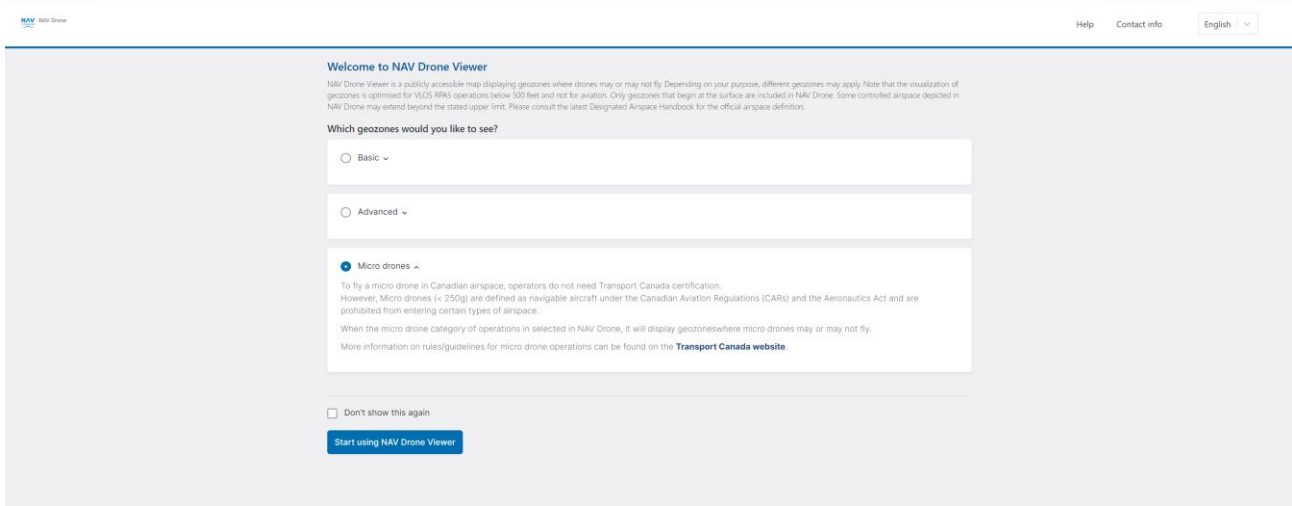 NAV NAV Drone
Help Contact info English
Welcome to NAV Drone Viewer
NAV Drone Viewer is a publicly accessible map displaying geozones where drones may or may not fly. Depending on your purpose, different geozones may apply. Note that the visualization of
geozones is optimised for VLOS RPAS operations below 500 feet and not for aviation. Only geozones that begin at the surface are included in NAV Drone. Some controlled airspace depicted in
NAV Drone may extend beyond the stated upper limit. Please consult the latest Designated Airspace Handbook for the official airspace definition.
Which geozones would you like to see?
Basic
Advanced
Micro drones
To fly a micro drone in Canadian airspace, operators do not need Transport Canada certification.
However, Micro drones (< 250g) are defined as navigable aircraft under the Canadian Aviation Regulations (CARs) and the Aeronautics Act and are
prohibited from entering certain types of airspace.
When the micro drone category of operations in selected in NAV Drone, it will display geozoneswhere micro drones may or may not fly.
More information on rules/guidelines for micro drone operations can be found on the Transport Canada website.
Don't show this again
Start using NAV Drone Viewer